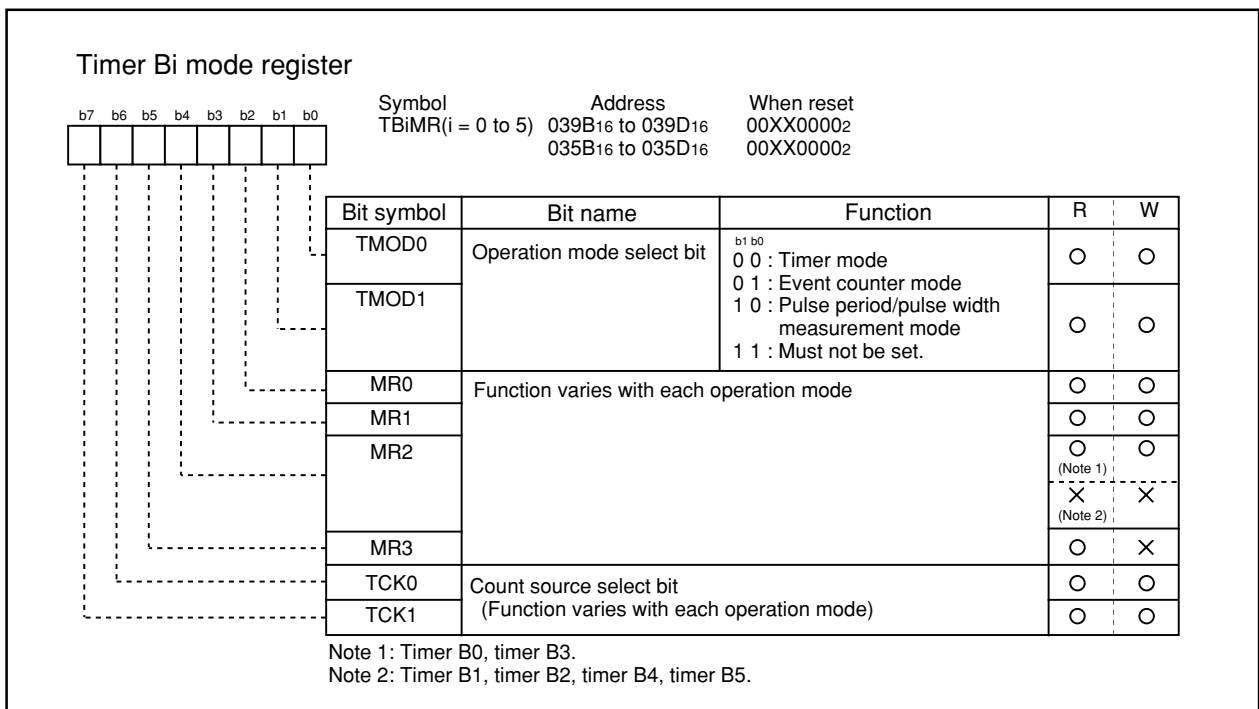 Timer Bi mode register
b7 b6 b5 b4 b3 b2 b1 b0
Symbol Address When reset
TBiMR(i = 0 to 5) 039B16 to 039D16 00XX00002
035B16 to 035D16 00XX00002
Bit symbol Bit name Function R W
TMOD0 Operation mode select bit b1 b0
0 0 : Timer mode
0 1 : Event counter mode
TMOD1 1 0 : Pulse period/pulse width
measurement mode
1 1 : Must not be set.
MR0 Function varies with each operation mode
MR1
MR2
(Note 1)
(Note 2)
MR3
TCK0 Count source select bit
TCK1 (Function varies with each operation mode)
Note 1: Timer B0, timer B3.
Note 2: Timer B1, timer B2, timer B4, timer B5.